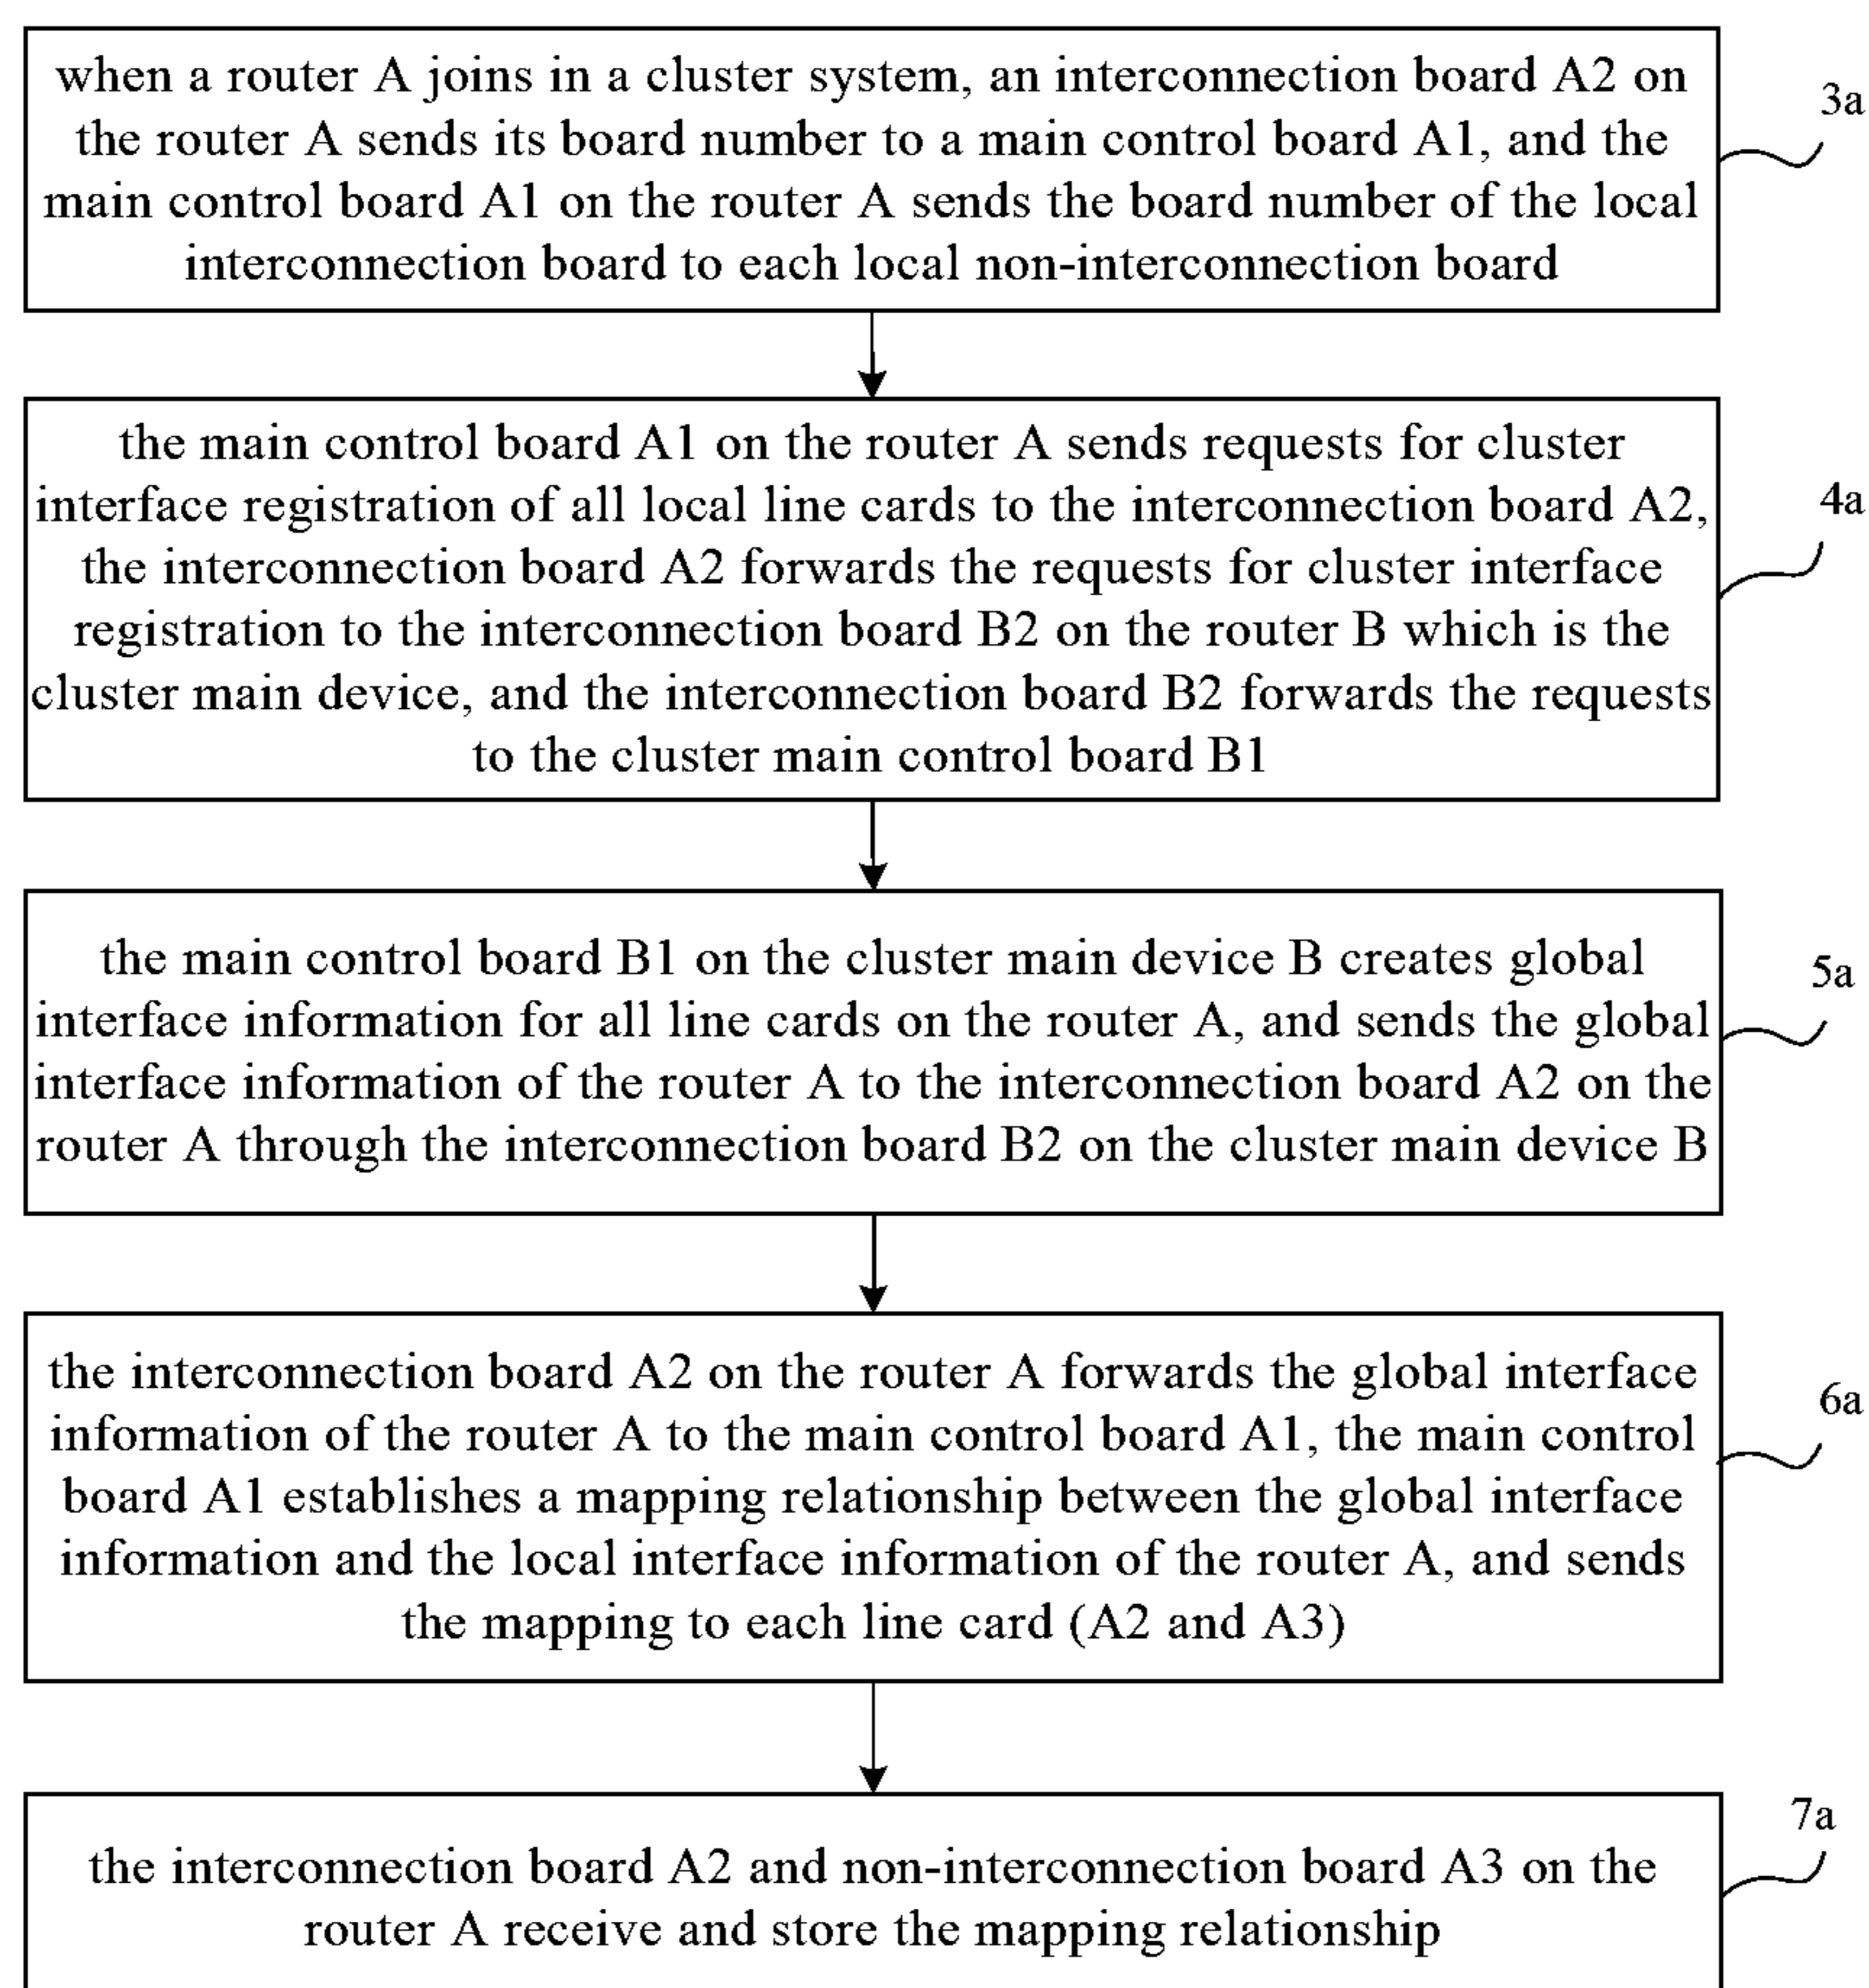 when a router A joins in a cluster system, an interconnection board A2 on
the router A sends its board number to a main control board A1, and the
main control board A1 on the router A sends the board number of the local
interconnection board to each local non-interconnection board
3a
the main control board A1 on the router A sends requests for cluster
interface registration of all local line cards to the interconnection board A2,
the interconnection board A2 forwards the requests for cluster interface
registration to the interconnection board B2 on the router B which is the
cluster main device, and the interconnection board B2 forwards the requests
to the cluster main control board B1
4a
the main control board B1 on the cluster main device B creates global
interface information for all line cards on the router A, and sends the global
interface information of the router A to the interconnection board A2 on the
router A through the interconnection board B2 on the cluster main device B
5a
the interconnection board A2 on the router A forwards the global interface
information of the router A to the main control board A1, the main control
board A1 establishes a mapping relationship between the global interface
information and the local interface information of the router A, and sends
the mapping to each line card (A2 and A3)
6a
the interconnection board A2 and non-interconnection board A3 on the
router A receive and store the mapping relationship
7a